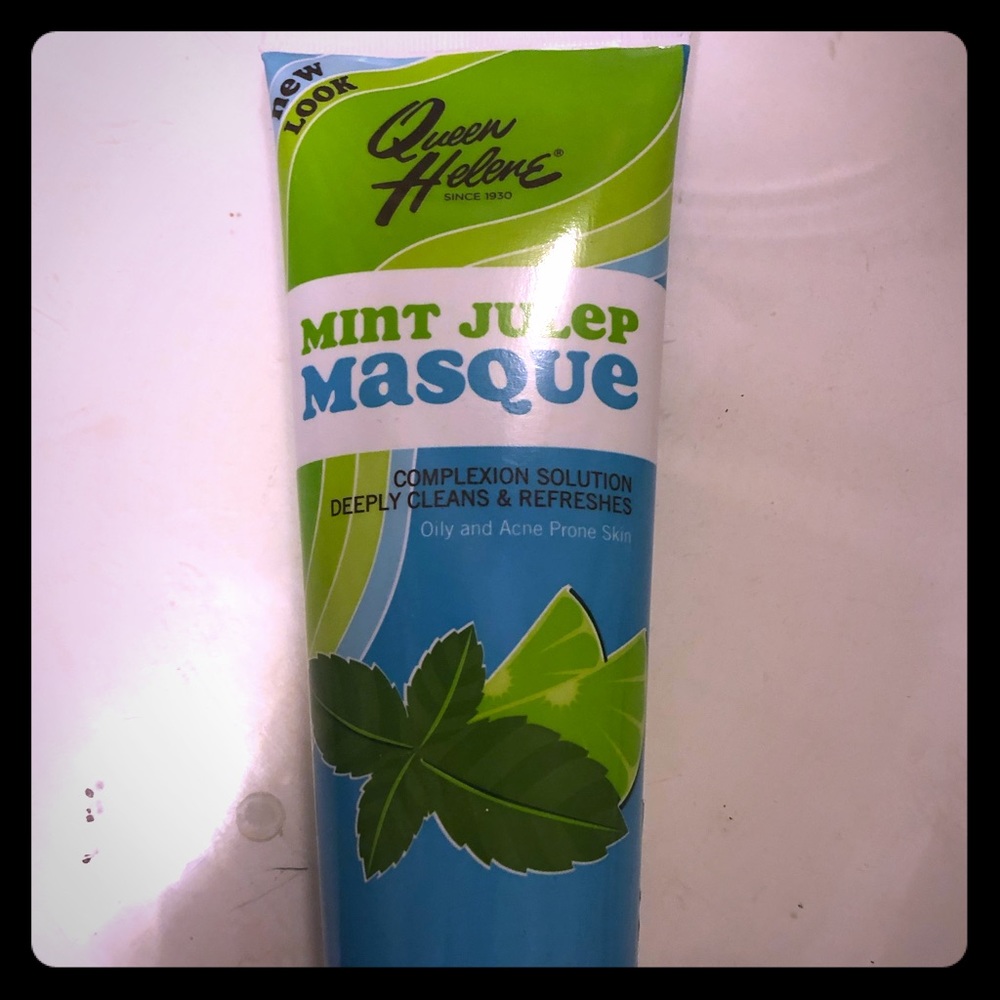 new
LOOK
Queen
Helene®
SINCE 1930
MINT JULEP
MASQUE
COMPLEXION SOLUTION
DEEPLY CLEANS & REFRESHES
Oily and Acne Prone Skin